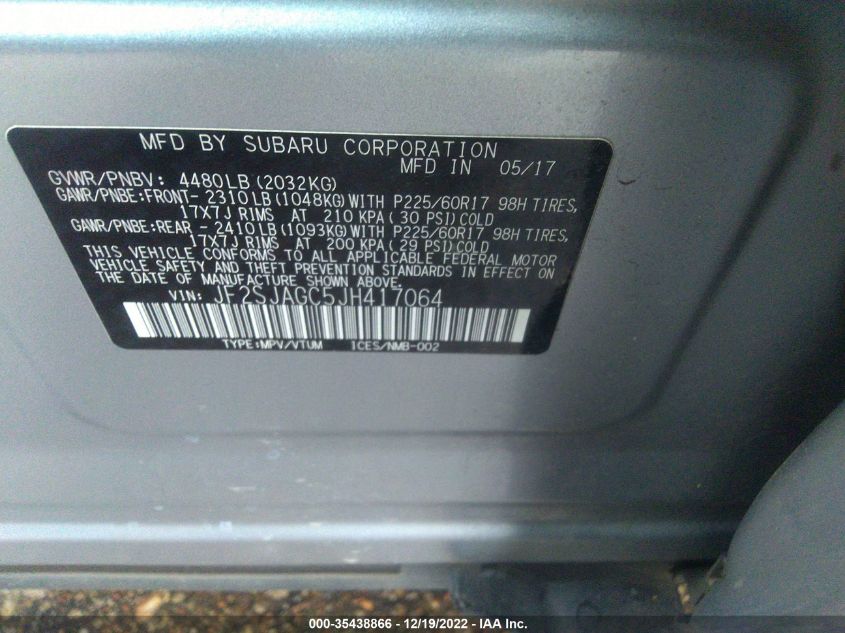 MFD BY SUBARU CORPORATION
MFD IN 05/17
GVWR/PNBV: 4480LB (2032KG)
GAWR/PNBE:FRONT- 2310LB (1048KG) WITH P225/60R17 98H TIRES,
17X7J RIMS AT 210 KPA (30 PSI) COLD
GAWR/PNBE:REAR - 2410LB (1093KG) WITH P225/60R17 98H TIRES,
17X7J RIMS AT 200 KPA (29 PSI) COLD
THIS VEHICLE CONFORMS TO ALL APPLICABLE FEDERAL MOTOR
VEHICLE SAFETY AND THEFT PREVENTION STANDARDS IN EFFECT ON
THE DATE OF MANUFACTURE SHOWN ABOVE.
VIN: JF2SJAGC5JH417064
TYPE:MPV/VTUM ICES/NMB-002
000-35438866 - 12/19/2022 - IAA Inc.